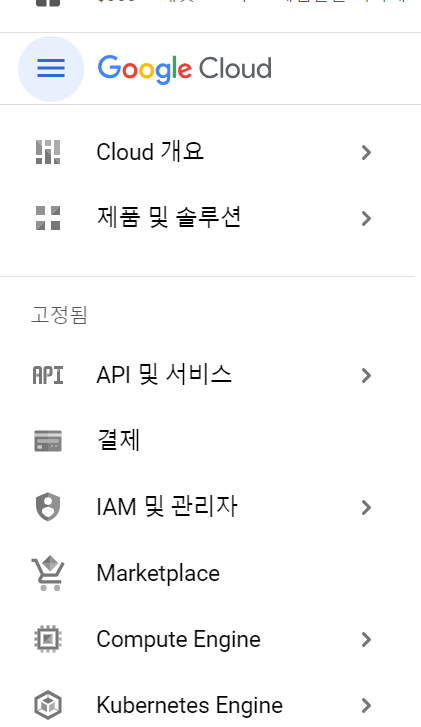 Google Cloud
Cloud 개요
제품 및 솔루션
고정됨
API 및 서비스
결제
IAM 및 관리자
Marketplace
Compute Engine
Kubernetes Engine